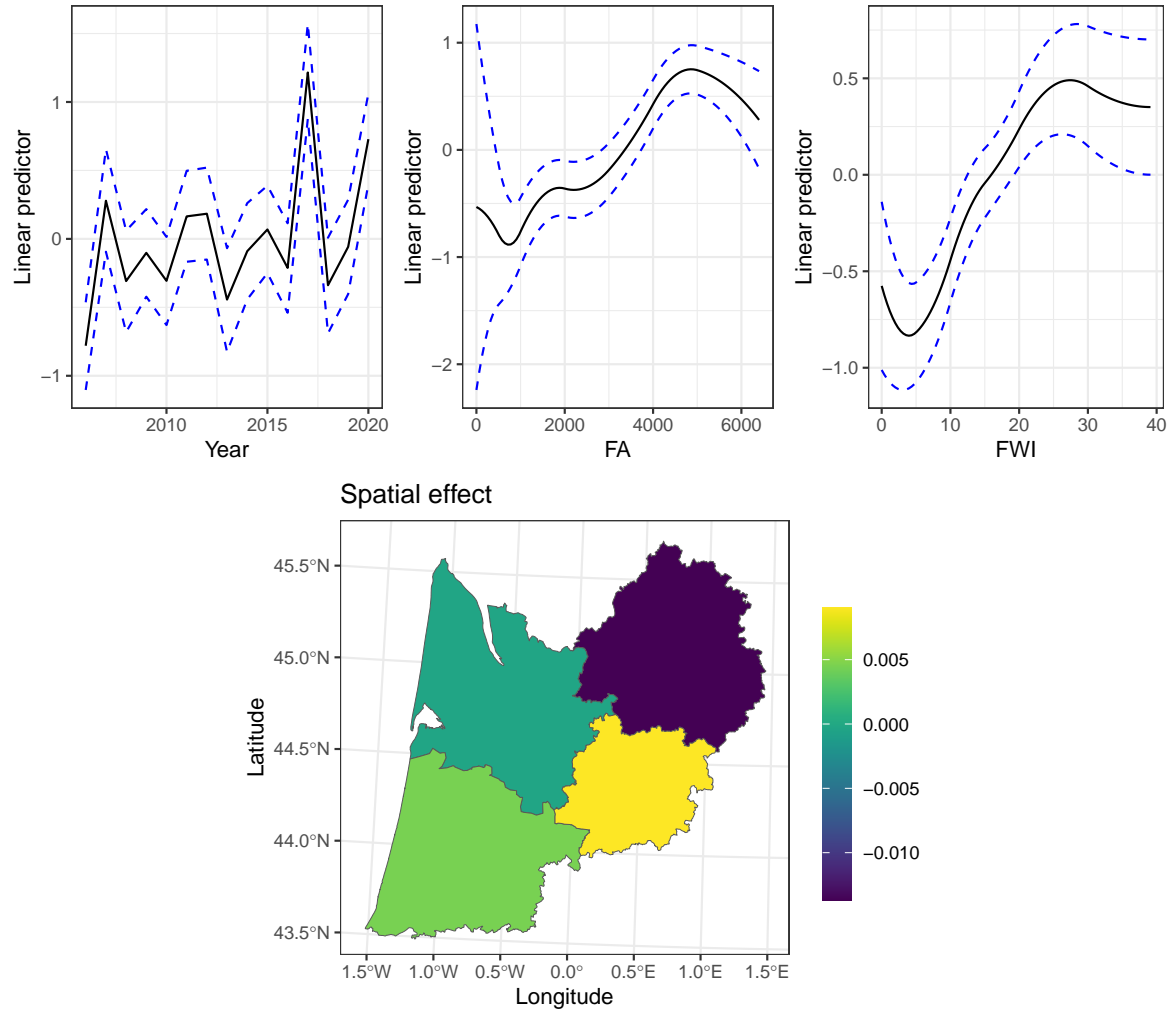 Linear predictor
1
0
−1
2010
2015
2020
Year
Linear predictor
1
0
−1
−2
0
2000
4000
6000
FA
Linear predictor
0.5
0.0
−0.5
−1.0
0
10
20
30
40
FWI
Spatial effect
Latitude
45.5°N
45.0°N
44.5°N
44.0°N
43.5°N
1.5°W
1.0°W
0.5°W
0.0°
0.5°E
1.0°E
1.5°E
Longitude
0.005
0.000
−0.005
−0.010